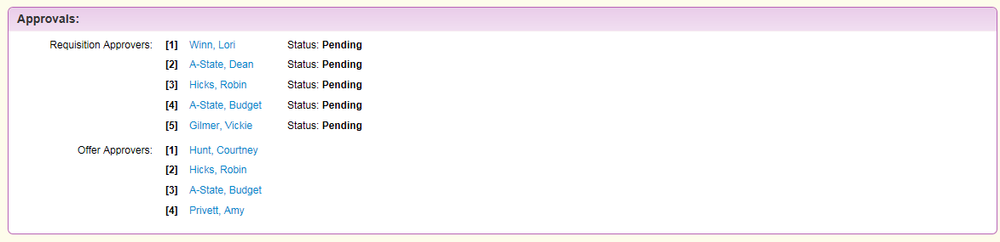 Approvals:
Requisition Approvers: [1] Winn, Lori Status: Pending
[2] A-State, Dean Status: Pending
[3] Hicks, Robin Status: Pending
[4] A-State, Budget Status: Pending
[5] Gilmer, Vickie Status: Pending
Offer Approvers: [1] Hunt, Courtney
[2] Hicks, Robin
[3] A-State, Budget
[4] Privett, Amy